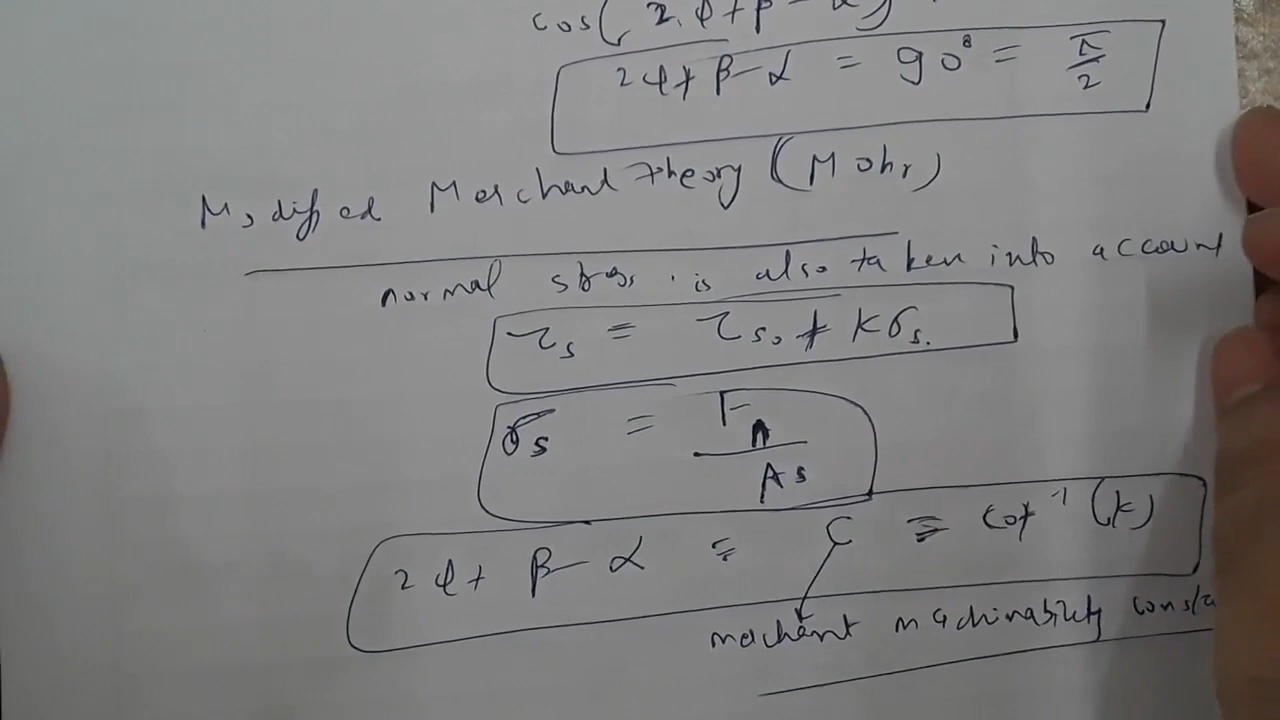 cos(2φ+β-α)
2φ+β-α = 90° = π/2
Modified Merchant theory (Mohr)
normal stress is also taken into account
τs = τs₀ + kσs.
σs = Fn/As
2φ+ β-α = C = cot⁻¹(k)
merchant machinability consta